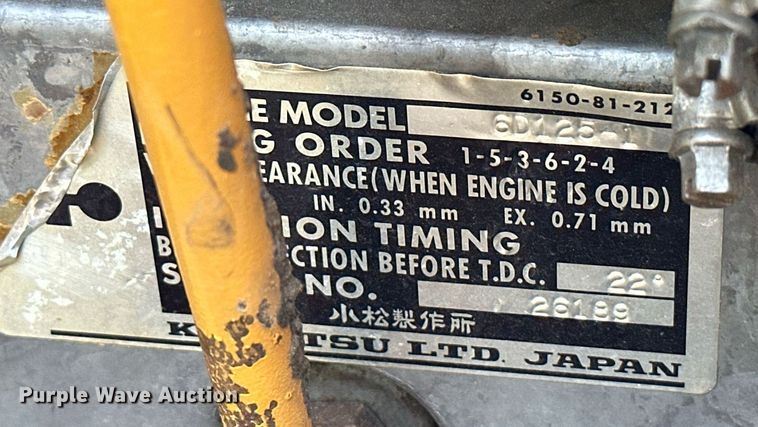 6150-81-212
E MODEL 6D125-1
G ORDER 1-5-3-6-2-4
EARANCE (WHEN ENGINE IS COLD)
IN. 0.33 mm EX. 0.71 mm
ION TIMING
B CTION BEFORE T.D.C. 22°
S NO. 26189
小松製作所
K TSU LTD. JAPAN
Purple Wave Auction